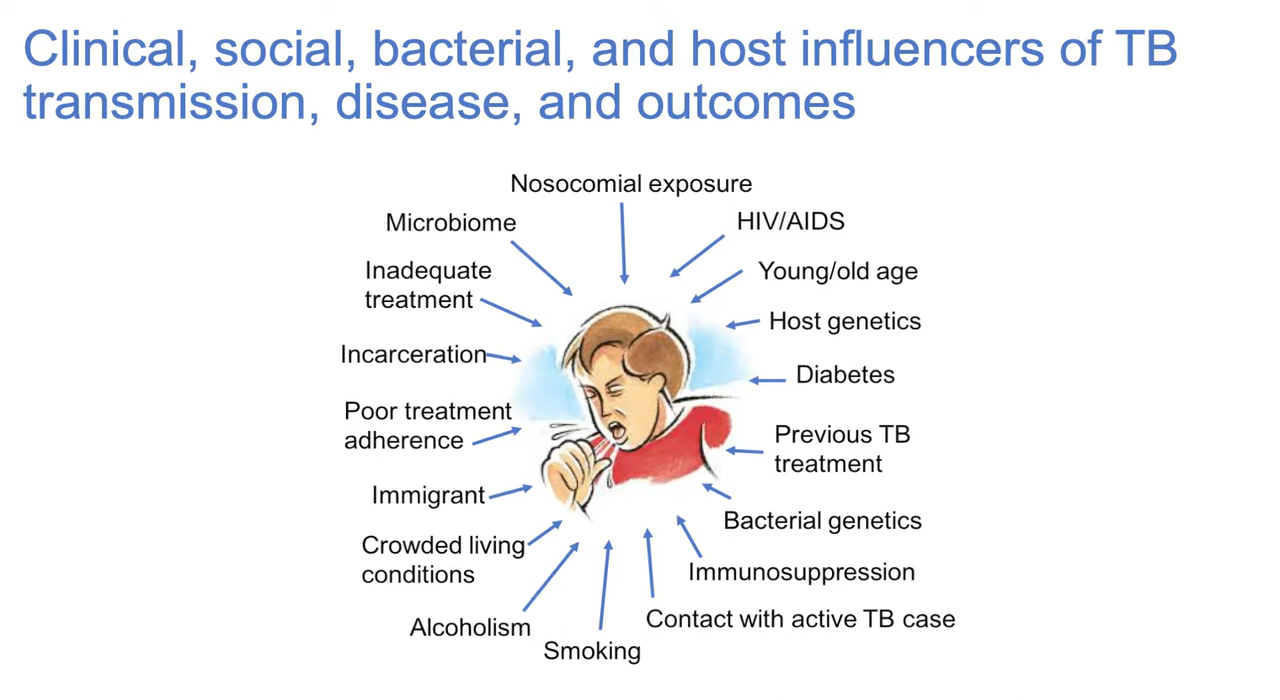 Clinical, social, bacterial, and host influencers of TB
transmission, disease, and outcomes
Nosocomial exposure
HIV/AIDS
Young/old age
Host genetics
Diabetes
Previous TB
treatment
Bacterial genetics
Immunosuppression
Contact with active TB case
Smoking
Alcoholism
Crowded living
conditions
Immigrant
Poor treatment
adherence
Incarceration
Inadequate
treatment
Microbiome